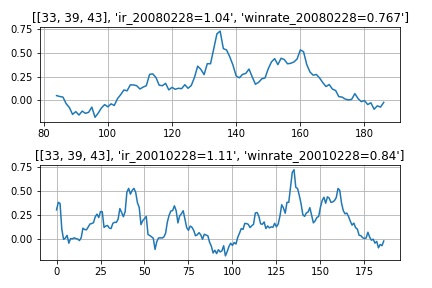 [[33, 39, 43], 'ir_20080228=1.04', 'winrate_20080228=0.767']
0.75
0.50
0.25
0.00
80 100 120 140 160 180
[[33, 39, 43], 'ir_20010228=1.11', 'winrate_20010228=0.84']
0.75
0.50
0.25
0.00
0 25 50 75 100 125 150 175